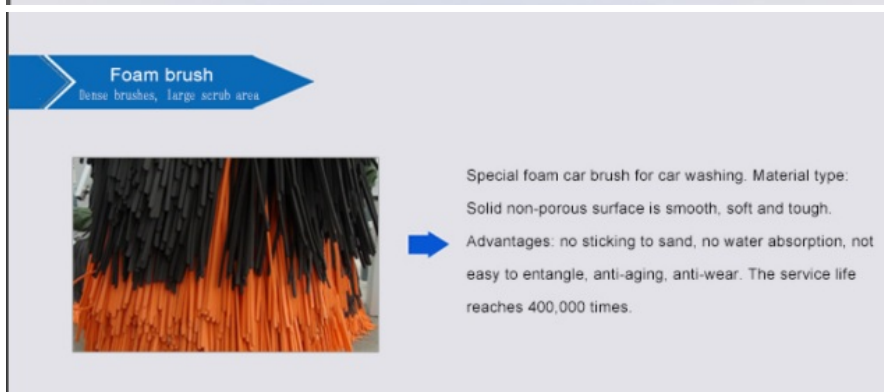 Foam brush
Dense brushes, large scrub area
Special foam car brush for car washing. Material type:
Solid non-porous surface is smooth, soft and tough.
Advantages: no sticking to sand, no water absorption, not
easy to entangle, anti-aging, anti-wear. The service life
reaches 400,000 times.